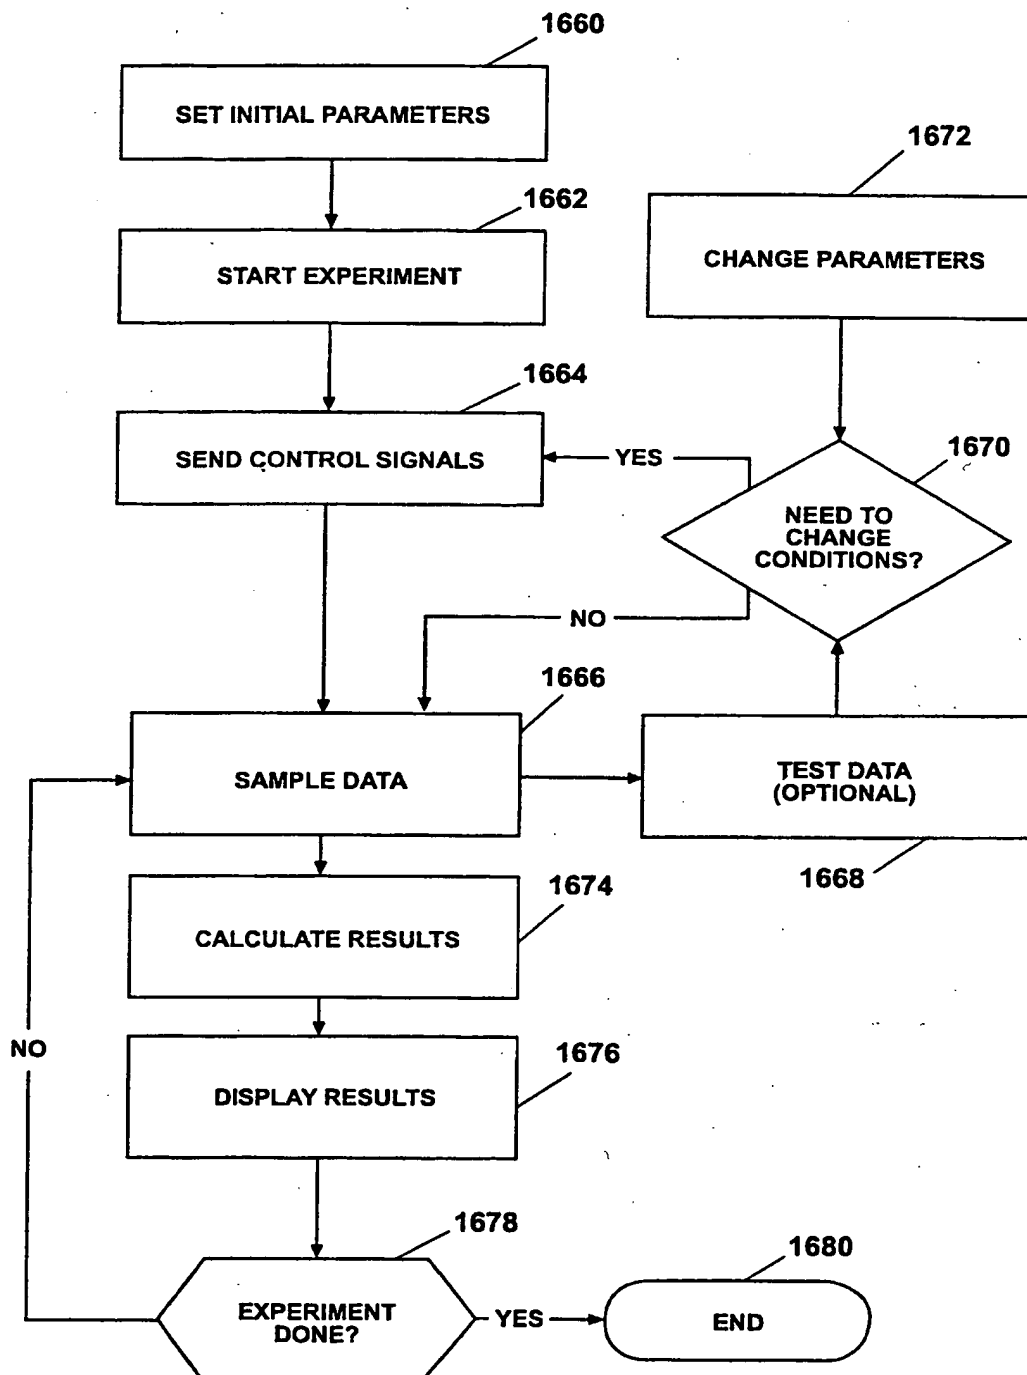 1660
SET INITIAL PARAMETERS
1672
1662
CHANGE PARAMETERS
START EXPERIMENT
1664
1670
SEND CONTROL SIGNALS
YES
NEED TO
CHANGE
CONDITIONS?
NO
1666
SAMPLE DATA
TEST DATA
(OPTIONAL)
1668
1674
CALCULATE RESULTS
NO
1676
DISPLAY RESULTS
1678
1680
EXPERIMENT
DONE?
YES
END